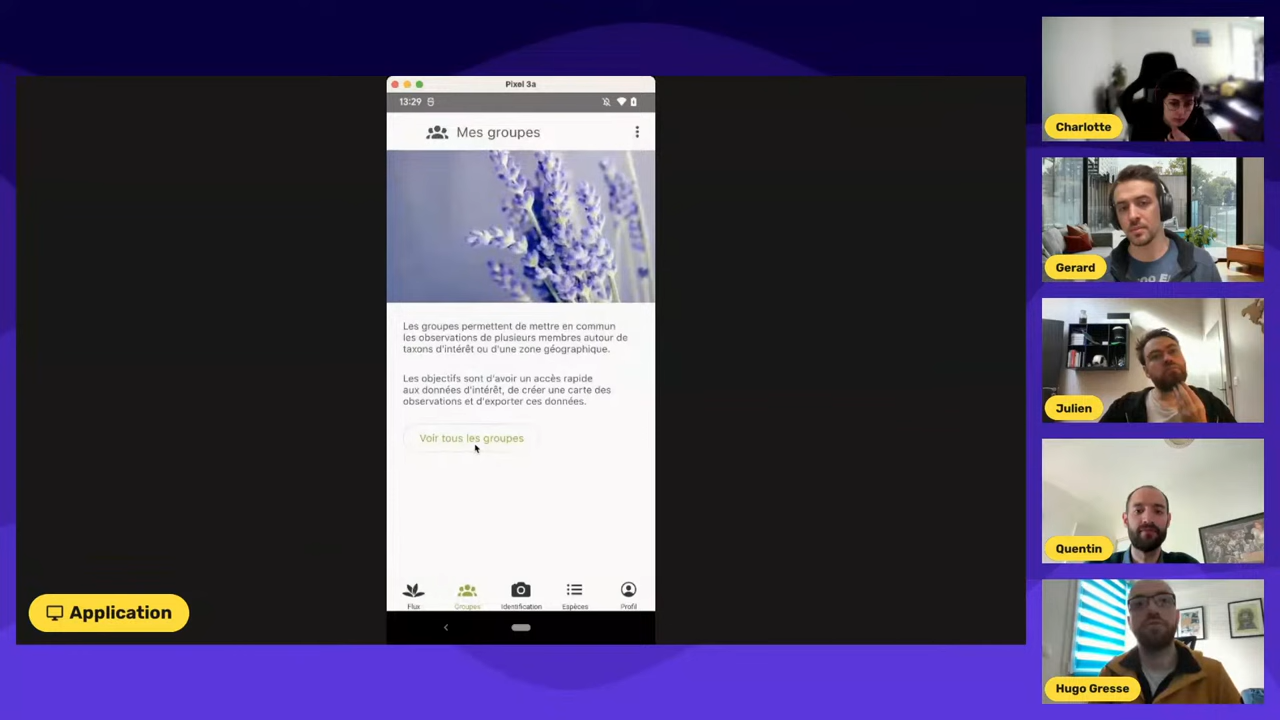 Pixel 3a
13:29
Mes groupes
Les groupes permettent de mettre en commun
les observations de plusieurs membres autour de
taxons d'intérêt ou d'une zone géographique.
Les objectifs sont d'avoir un accès rapide
aux données d'intérêt, de créer une carte des
observations et d'exporter ces données.
Voir tous les groupes
Flux
Groupes
Identification
Espèces
Profil
Application
Charlotte
Gerard
Julien
Quentin
Hugo Gresse